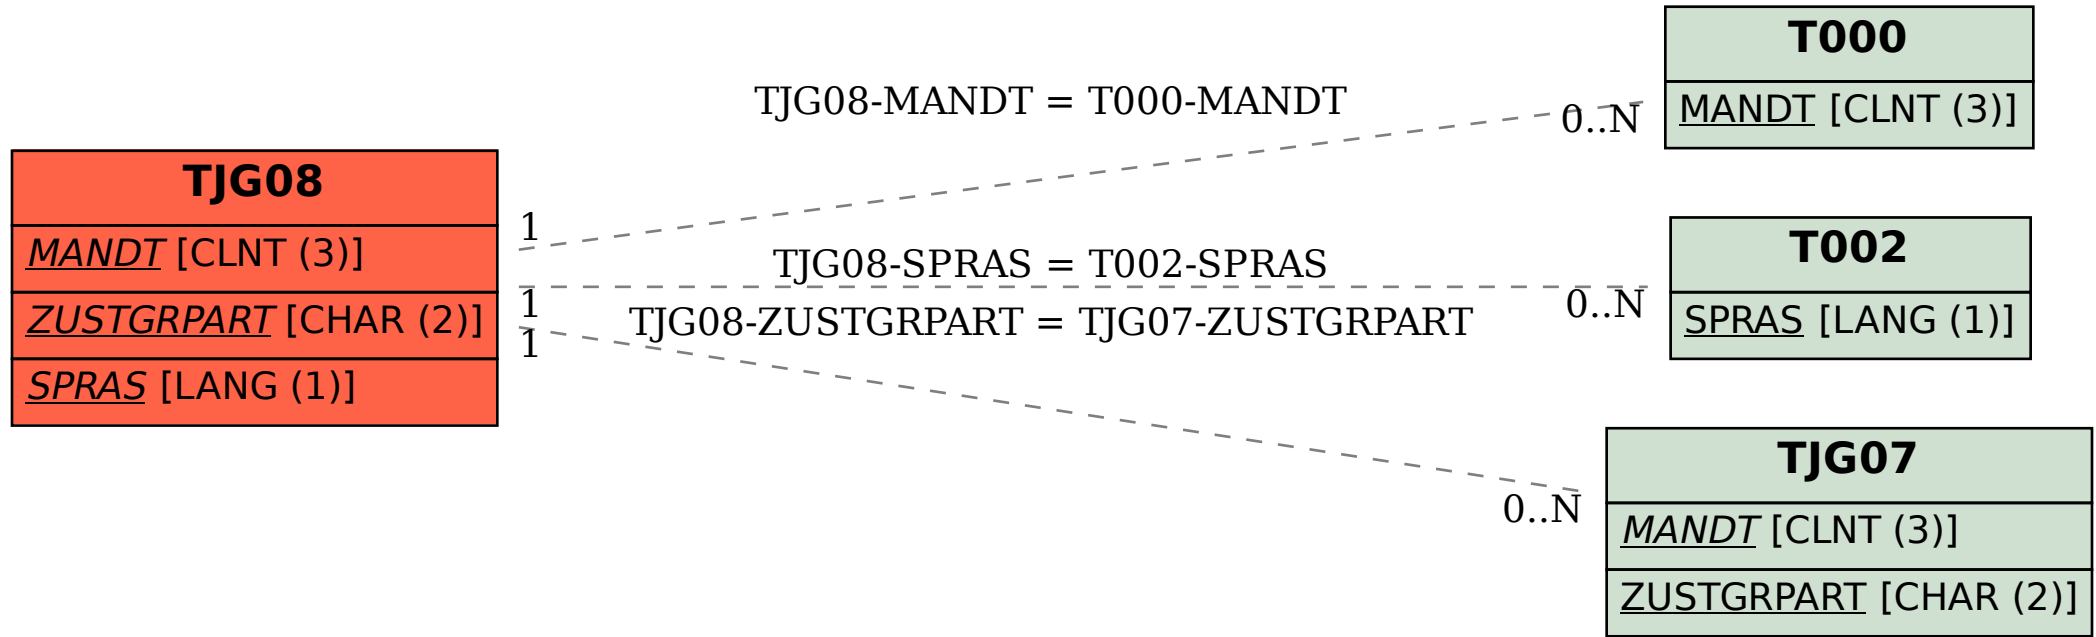 TJG08
MANDT [CLNT (3)]
ZUSTGRPART [CHAR (2)]
SPRAS [LANG (1)]
TJG08-MANDT = T000-MANDT
1
0..N
TJG08-SPRAS = T002-SPRAS
1
0..N
TJG08-ZUSTGRPART = TJG07-ZUSTGRPART
1
0..N
T000
MANDT [CLNT (3)]
T002
SPRAS [LANG (1)]
TJG07
MANDT [CLNT (3)]
ZUSTGRPART [CHAR (2)]